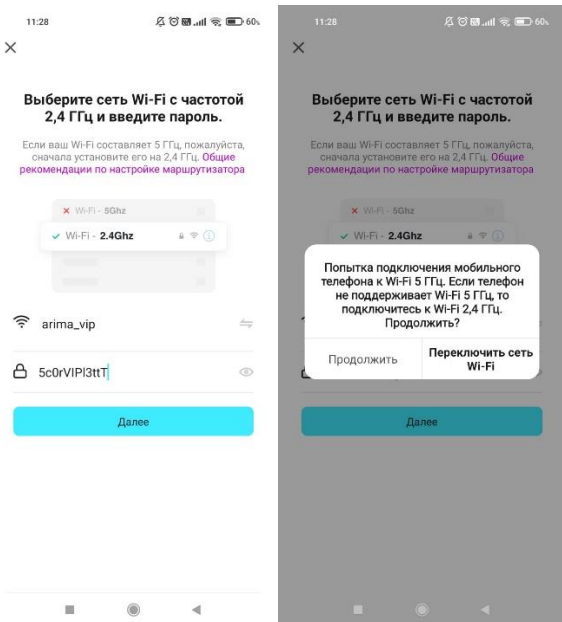 11:28
60%
Выберите сеть Wi-Fi с частотой
2,4 ГГц и введите пароль.
Если ваш Wi-Fi составляет 5 ГГц, пожалуйста,
сначала установите его на 2,4 ГГц. Общие
рекомендации по настройке маршрутизатора
Wi-Fi - 5Ghz
Wi-Fi - 2.4Ghz
arima_vip
5c0rVIPl3ttT
Далее
11:28
60%
Выберите сеть Wi-Fi с частотой
2,4 ГГц и введите пароль.
Если ваш Wi-Fi составляет 5 ГГц, пожалуйста,
сначала установите его на 2,4 ГГц. Общие
рекомендации по настройке маршрутизатора
Wi-Fi - 5Ghz
Wi-Fi - 2.4Ghz
Попытка подключения мобильного
телефона к Wi-Fi 5 ГГц. Если телефон
не поддерживает Wi-Fi 5 ГГц, то
подключитесь к Wi-Fi 2,4 ГГц.
Продолжить?
Продолжить
Переключить сеть
Wi-Fi
Далее